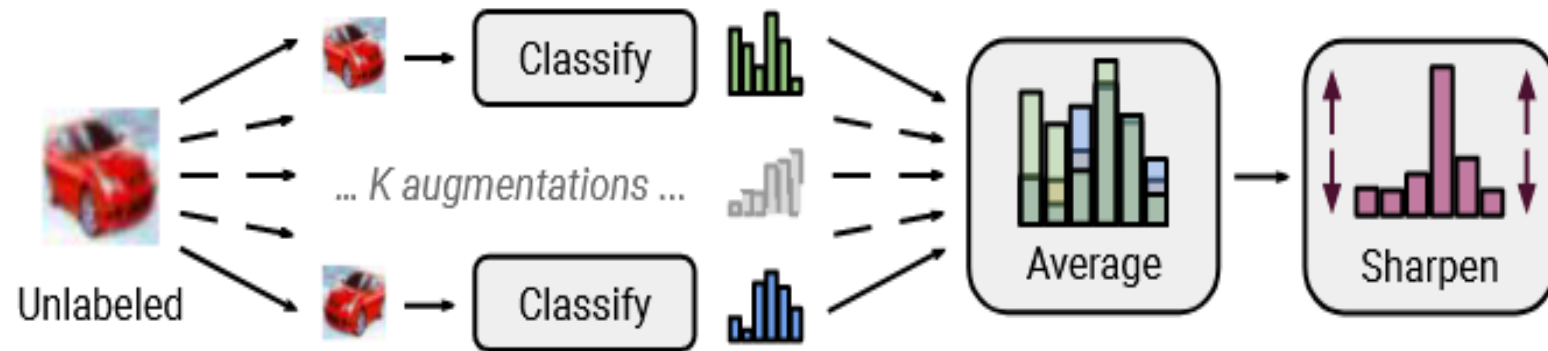 Classify
... K augmentations ...
Classify
Unlabeled
Average
Sharpen